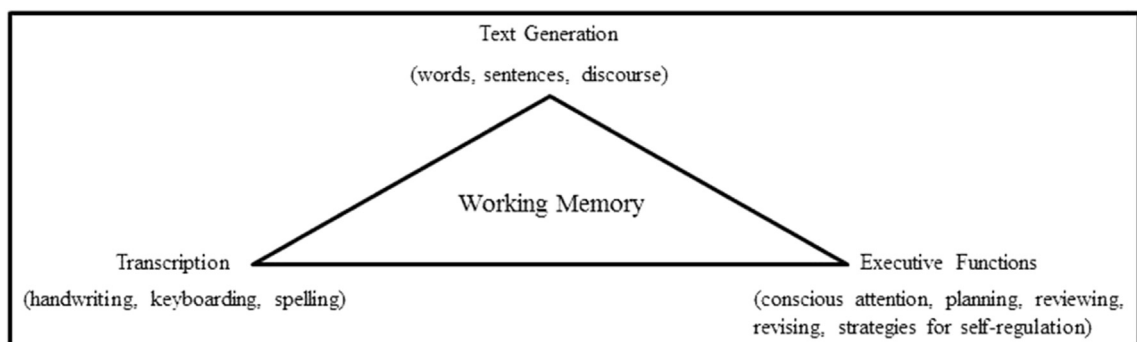 Text Generation
(words, sentences, discourse)
Working Memory
Transcription
(handwriting, keyboarding, spelling)
Executive Functions
(conscious attention, planning, reviewing,
revising, strategies for self-regulation)